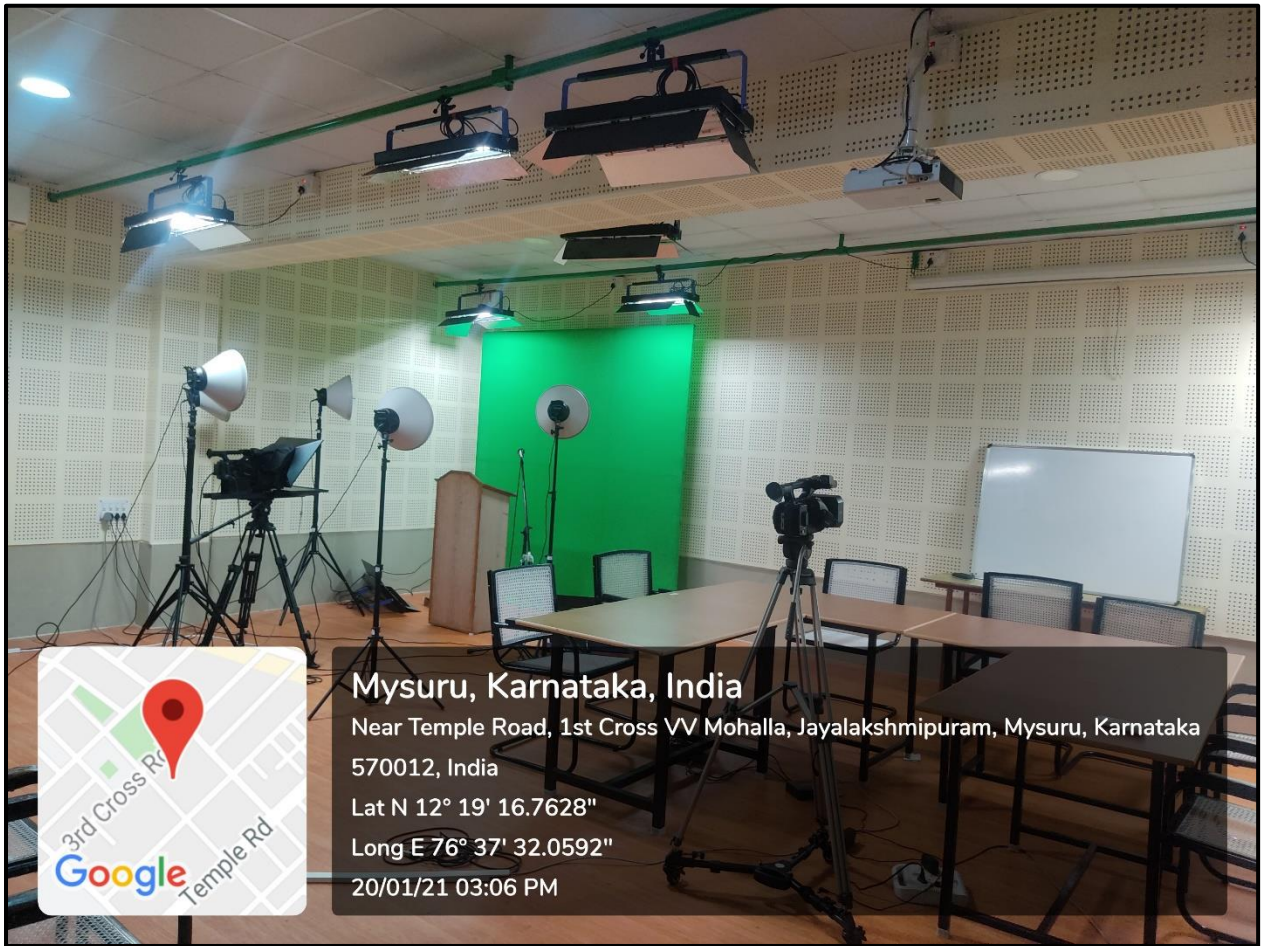 Mysuru, Karnataka, India
Near Temple Road, 1st Cross VV Mohalla, Jayalakshmipuram, Mysuru, Karnataka
570012, India
Lat N 12° 19' 16.7628"
Long E 76° 37' 32.0592"
20/01/21 03:06 PM
3rd Cross Rd
Temple Rd
Google